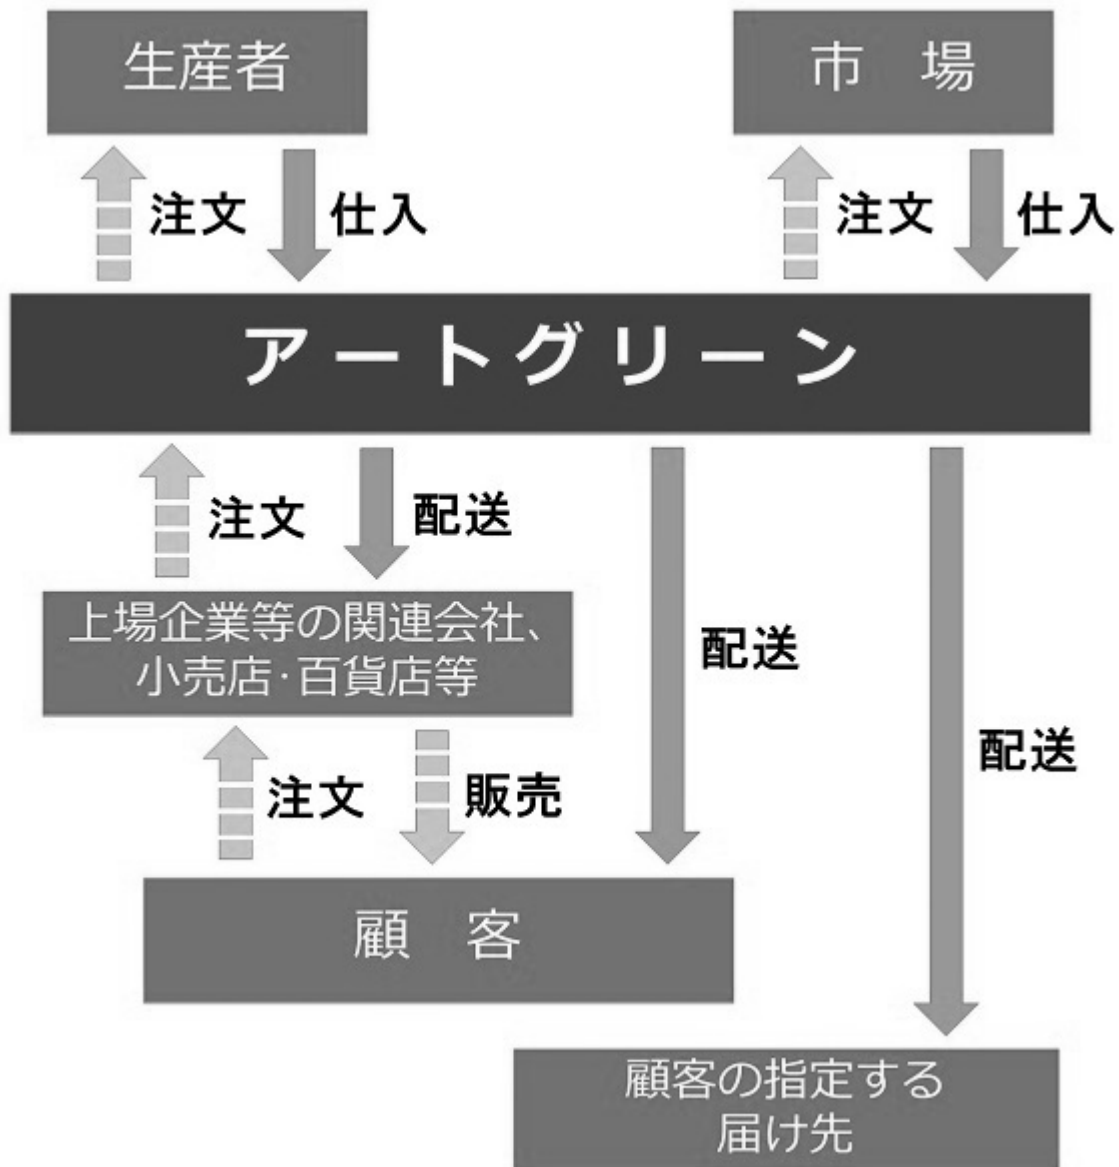 生産者
市　場
注文
仕入
注文
仕入
アートグリーン
注文
配送
配送
配送
上場企業等の関連会社、
小売店・百貨店等
注文
販売
顧　客
顧客の指定する
届け先